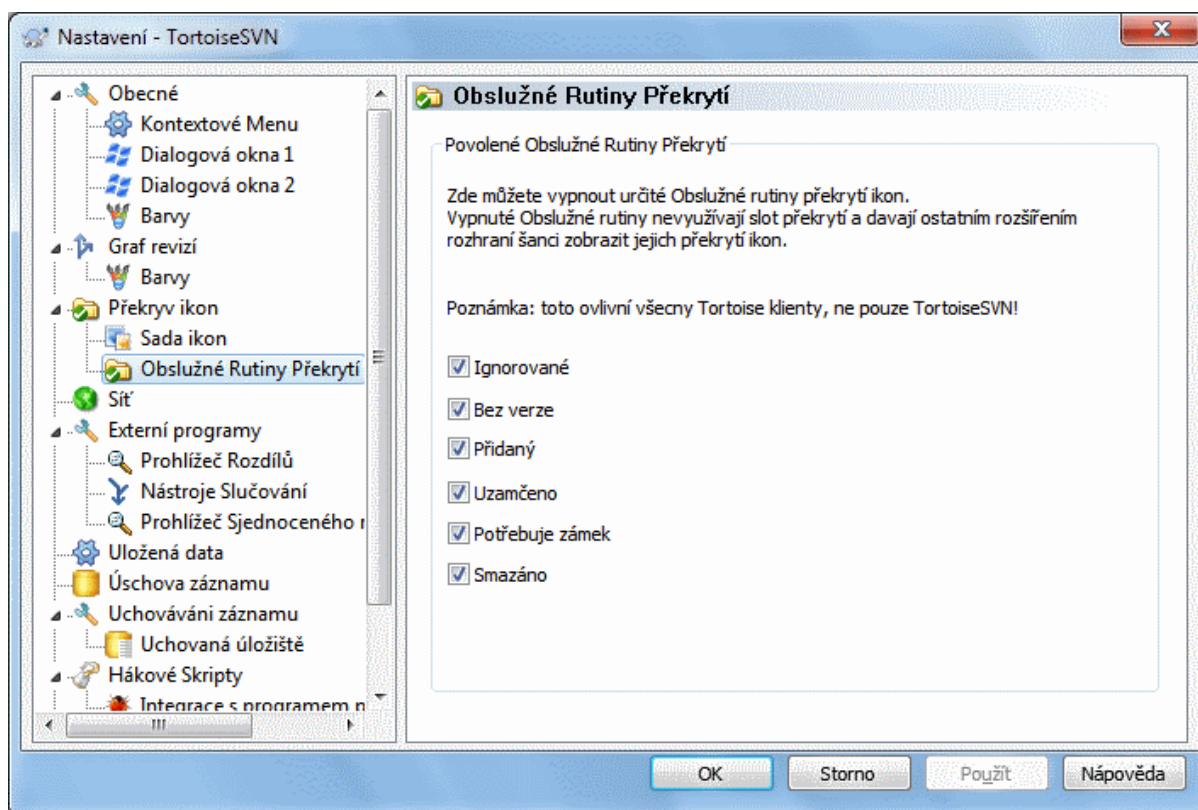 Nastavení - TortoiseSVN
Obecné
Kontextové Menu
Dialogová okna 1
Dialogová okna 2
Barvy
Graf revizí
Barvy
Překryv ikon
Sada ikon
Obslužné Rutiny Překrytí
Síť
Externí programy
Prohlížeč Rozdílů
Nástroje Slučování
Prohlížeč Sjednoceného r
Uložená data
Úschova záznamu
Uchováváni záznamu
Uchovaná úložiště
Hákové Skripty
Integrace s programem n
Obslužné Rutiny Překrytí
Povolené Obslužné Rutiny Překrytí
Zde můžete vypnout určité Obslužné rutiny překrytí ikon.
Vypnuté Obslužné rutiny nevyužívají slot překrytí a davají ostatním rozšířením
rozhraní šanci zobrazit jejich překrytí ikon.
Poznámka: toto ovlivní všecny Tortoise klienty, ne pouze TortoiseSVN!
Ignorované
Bez verze
Přidaný
Uzamčeno
Potřebuje zámek
Smazáno
OK
Storno
Použít
Nápověda